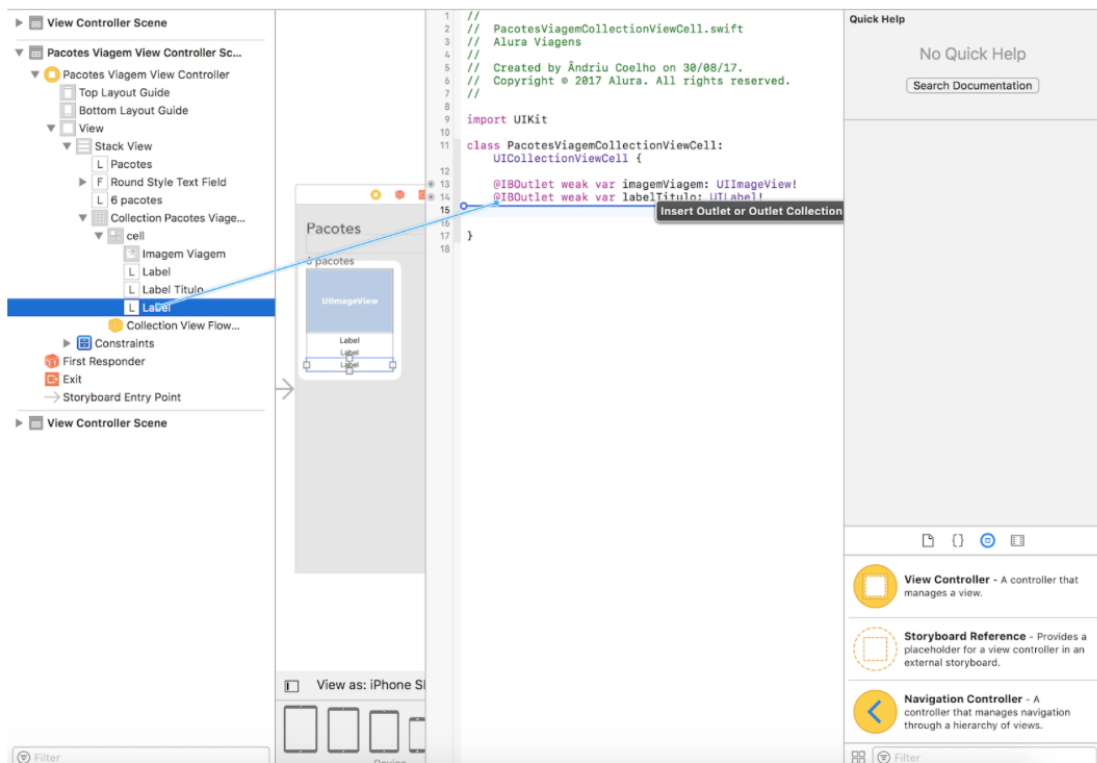 View Controller Scene
Pacotes Viagem View Controller Sc...
Pacotes Viagem View Controller
Top Layout Guide
Bottom Layout Guide
View
Stack View
L Pacotes
F Round Style Text Field
L 6 pacotes
Collection Pacotes Viage...
cell
Imagem Viagem
L Label
L Label Titulo
L Label
Collection View Flow...
Constraints
First Responder
Exit
Storyboard Entry Point
View Controller Scene
Filter
Pacotes
6 pacotes
UIImageView
Label
Label
Label
View as: iPhone SE
Device
1 //
2 // PacotesViagemCollectionViewCell.swift
3 // Alura Viagens
4 //
5 // Created by Ândriu Coelho on 30/08/17.
6 // Copyright © 2017 Alura. All rights reserved.
7 //
8
9 import UIKit
10
11 class PacotesViagemCollectionViewCell:
UICollectionViewCell {
12
13 @IBOutlet weak var imagemViagem: UIImageView!
14 @IBOutlet weak var labelTitulo: UILabel!
15
Insert Outlet or Outlet Collection
16
17 }
18
Quick Help
No Quick Help
Search Documentation
{}
View Controller - A controller that
manages a view.
Storyboard Reference - Provides a
placeholder for a view controller in an
external storyboard.
Navigation Controller - A
controller that manages navigation
through a hierarchy of views.
Filter